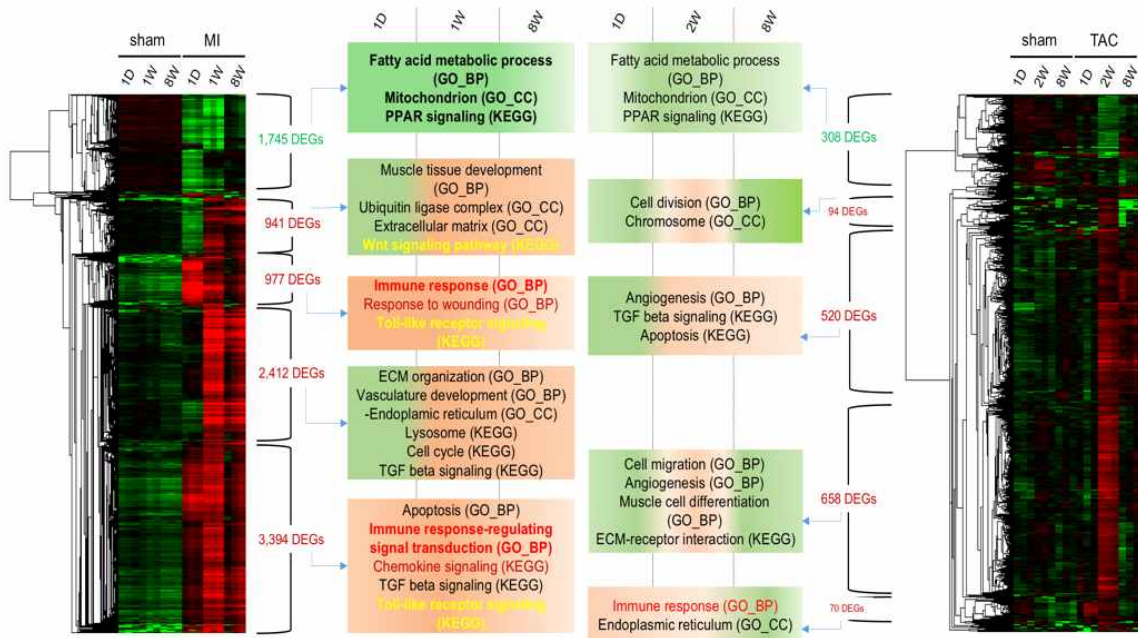 sham MI
1D 1W 8W 1D 1W 8W
1D 1W 8W
1D 2W 8W
sham TAC
1D 2W 8W 1D 2W 8W
1,745 DEGs
Fatty acid metabolic process
(GO_BP)
Mitochondrion (GO_CC)
PPAR signaling (KEGG)
941 DEGs
Muscle tissue development
(GO_BP)
Ubiquitin ligase complex (GO_CC)
Extracellular matrix (GO_CC)
Wnt signaling pathway (KEGG)
977 DEGs
Immune response (GO_BP)
Response to wounding (GO_BP)
Toll-like receptor signaling
(KEGG)
2,412 DEGs
ECM organization (GO_BP)
Vasculature development (GO_BP)
-Endoplamic reticulum (GO_CC)
Lysosome (KEGG)
Cell cycle (KEGG)
TGF beta signaling (KEGG)
3,394 DEGs
Apoptosis (GO_BP)
Immune response-regulating
signal transduction (GO_BP)
Chemokine signaling (KEGG)
TGF beta signaling (KEGG)
Toll-like receptor signaling
(KEGG)
Fatty acid metabolic process
(GO_BP)
Mitochondrion (GO_CC)
PPAR signaling (KEGG)
308 DEGs
Cell division (GO_BP)
Chromosome (GO_CC)
94 DEGs
Angiogenesis (GO_BP)
TGF beta signaling (KEGG)
Apoptosis (KEGG)
520 DEGs
Cell migration (GO_BP)
Angiogenesis (GO_BP)
Muscle cell differentiation
(GO_BP)
ECM-receptor interaction (KEGG)
658 DEGs
Immune response (GO_BP)
Endoplasmic reticulum (GO_CC)
70 DEGs